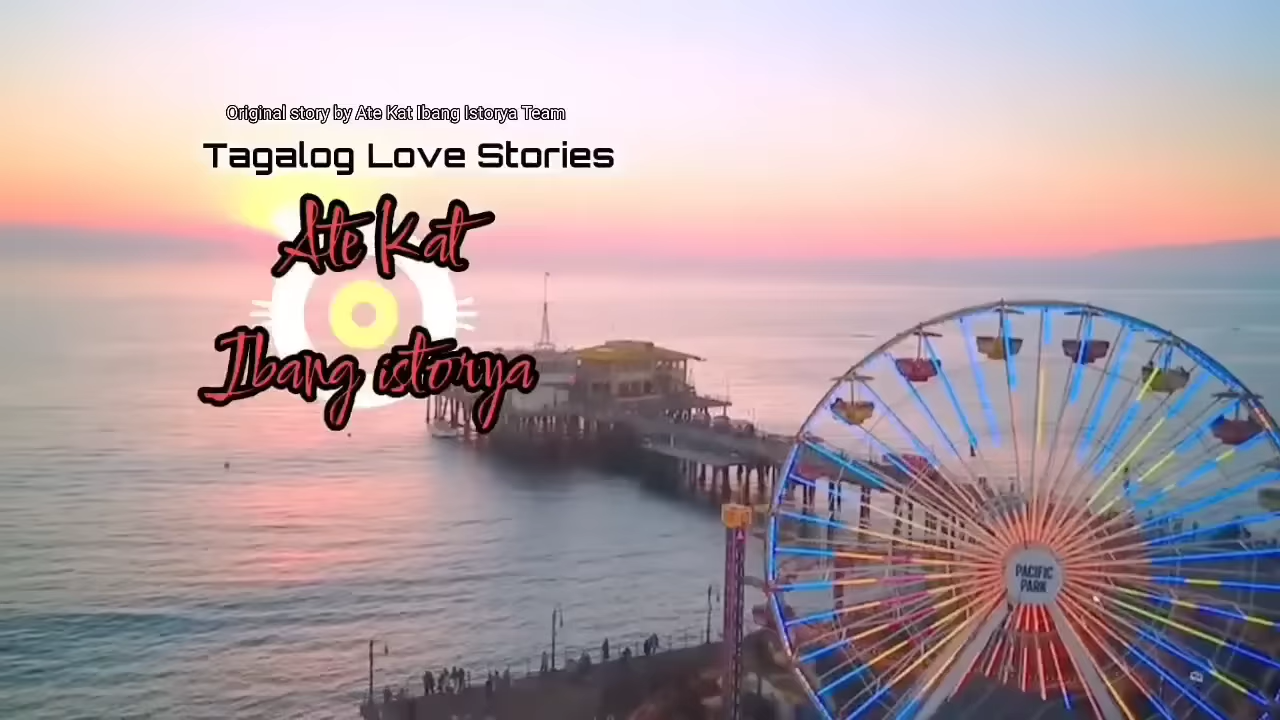 Original story by Ate Kat Ibang Istorya Team
Tagalog Love Stories
Ate Kat
Ibang istorya
PACIFIC
PARK